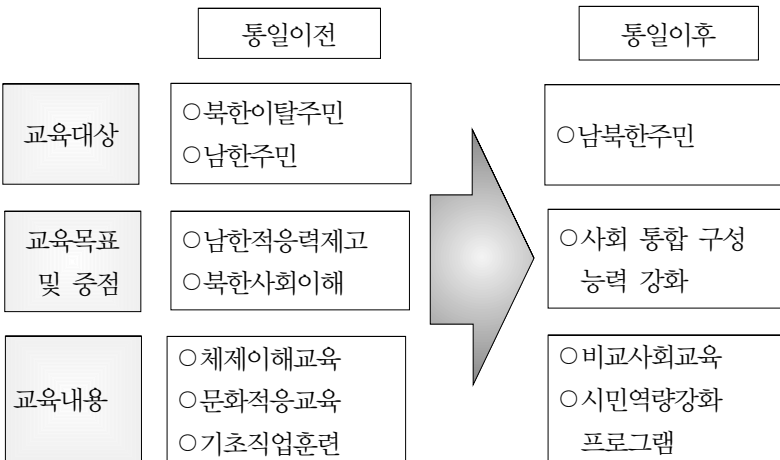 통일이전
통일이후
교육대상
○북한이탈주민
○남한주민
○남북한주민
교육목표
및 중점
○남한적응력제고
○북한사회이해
○사회 통합 구성
능력 강화
교육내용
○체제이해교육
○문화적응교육
○기초직업훈련
○비교사회교육
○시민역량강화
프로그램